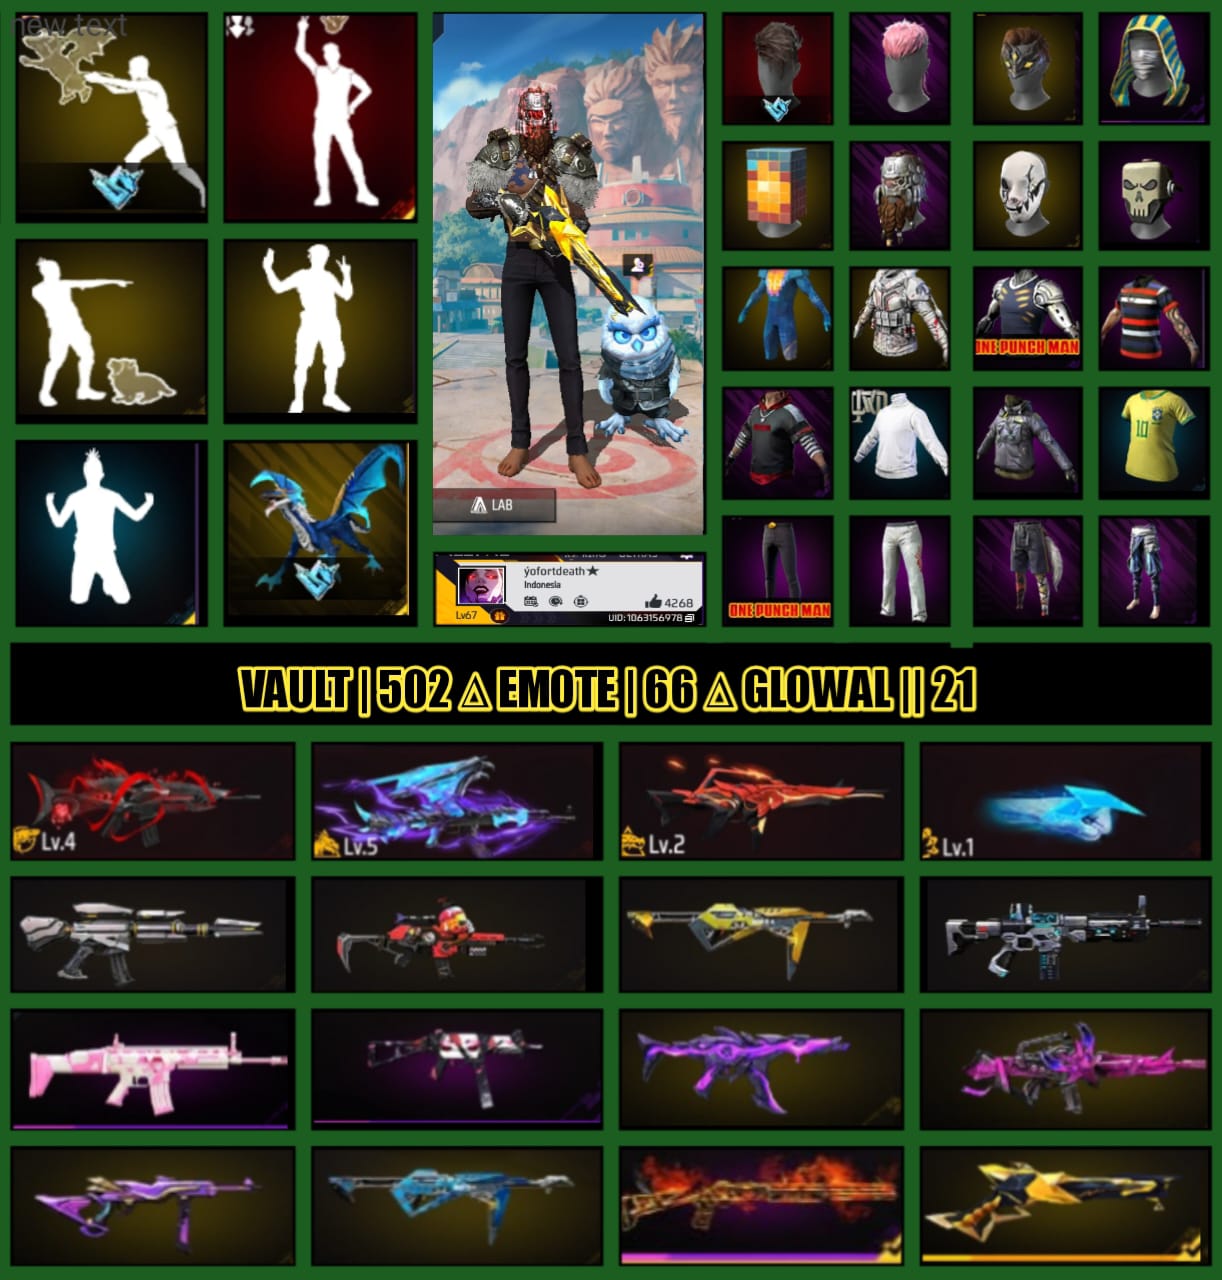 new text
ONE PUNCH MAN
10
LAB
ýofortdeath★
Indonesia
4268
Lv67
UID:1063156978
ONE PUNCH MAN
VAULT | 502 ◬ EMOTE | 66 ◬ GLOWAL || 21
Lv.4
Lv.5
Lv.2
Lv.1